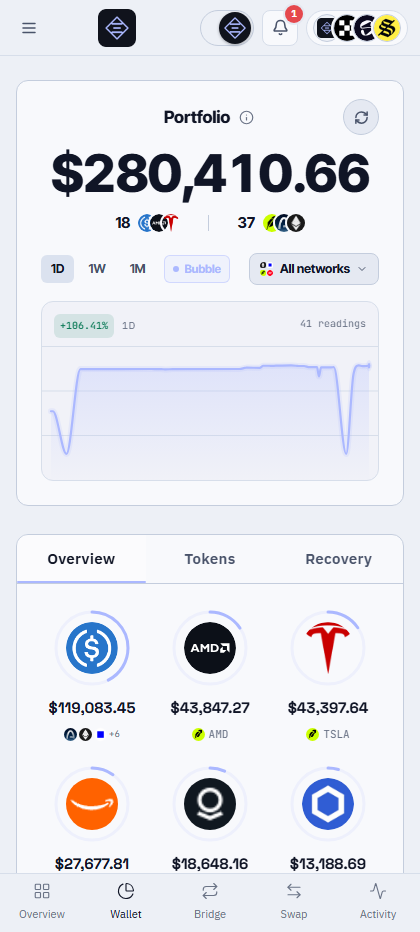 1
Portfolio
$280,410.66
18
37
1D 1W 1M Bubble All networks
+106.41% 1D 41 readings
Overview Tokens Recovery
AMD
$119,083.45 $43,847.27 $43,397.64
+6 AMD TSLA
$27,677.81 $18,648.16 $13,188.69
Overview Wallet Bridge Swap Activity